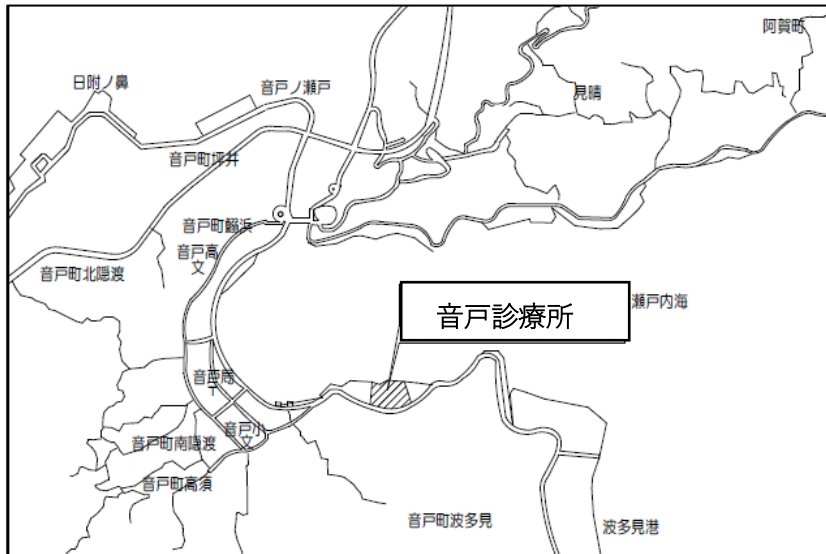 阿賀町
日附ノ鼻
音戸ノ瀬戸
見晴
音戸町坪井
音戸町鰯浜
音戸高
文
音戸町北隠渡
瀬戸内海
音戸診療所
音戸町南隠渡
音戸小
文
音戸町高須
音戸町波多見
波多見港